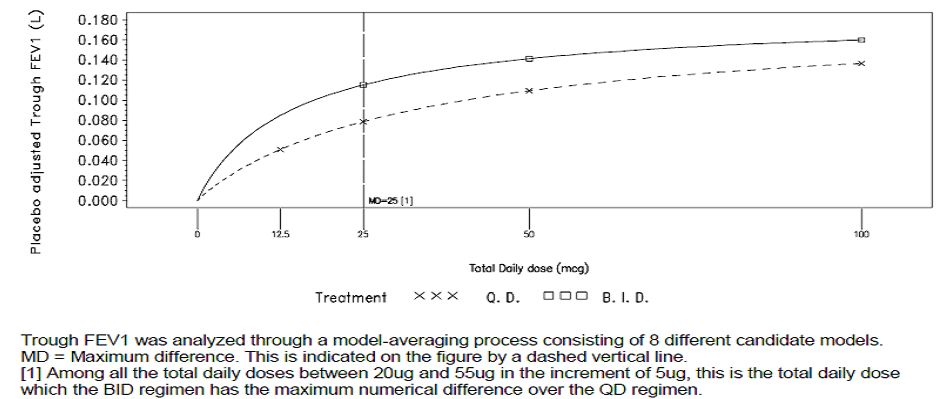 Placebo adjusted Trough FEV1 (L)
0.180
0.160
0.140
0.120
0.100
0.080
0.060
0.040
0.020
0.000
MD=25 [1]
0 12.5 25 50 100
Total Daily dose (mcg)
Treatment ××× Q. D. □□□ B. I. D.
Trough FEV1 was analyzed through a model-averaging process consisting of 8 different candidate models.
MD = Maximum difference. This is indicated on the figure by a dashed vertical line.
[1] Among all the total daily doses between 20ug and 55ug in the increment of 5ug, this is the total daily dose
which the BID regimen has the maximum numerical difference over the QD regimen.